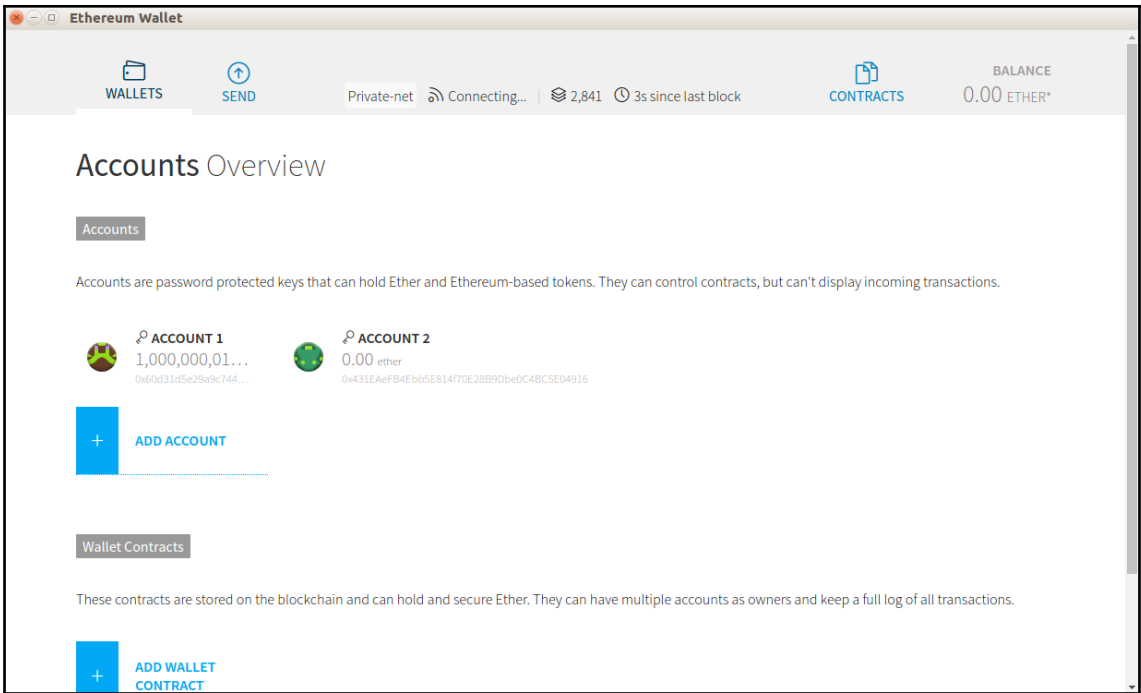 Ethereum Wallet
WALLETS
SEND
Private-net Connecting... 2,841 3s since last block
CONTRACTS
BALANCE
0.00 ETHER*
Accounts Overview
Accounts
Accounts are password protected keys that can hold Ether and Ethereum-based tokens. They can control contracts, but can't display incoming transactions.
ACCOUNT 1
1,000,000,01...
0x60d31d5e29a9c744...
ACCOUNT 2
0.00 ether
0x431EAeFB4Ebb5E814f70E28B9Dbe0C4BC5E04916
+ ADD ACCOUNT
Wallet Contracts
These contracts are stored on the blockchain and can hold and secure Ether. They can have multiple accounts as owners and keep a full log of all transactions.
+ ADD WALLET
CONTRACT